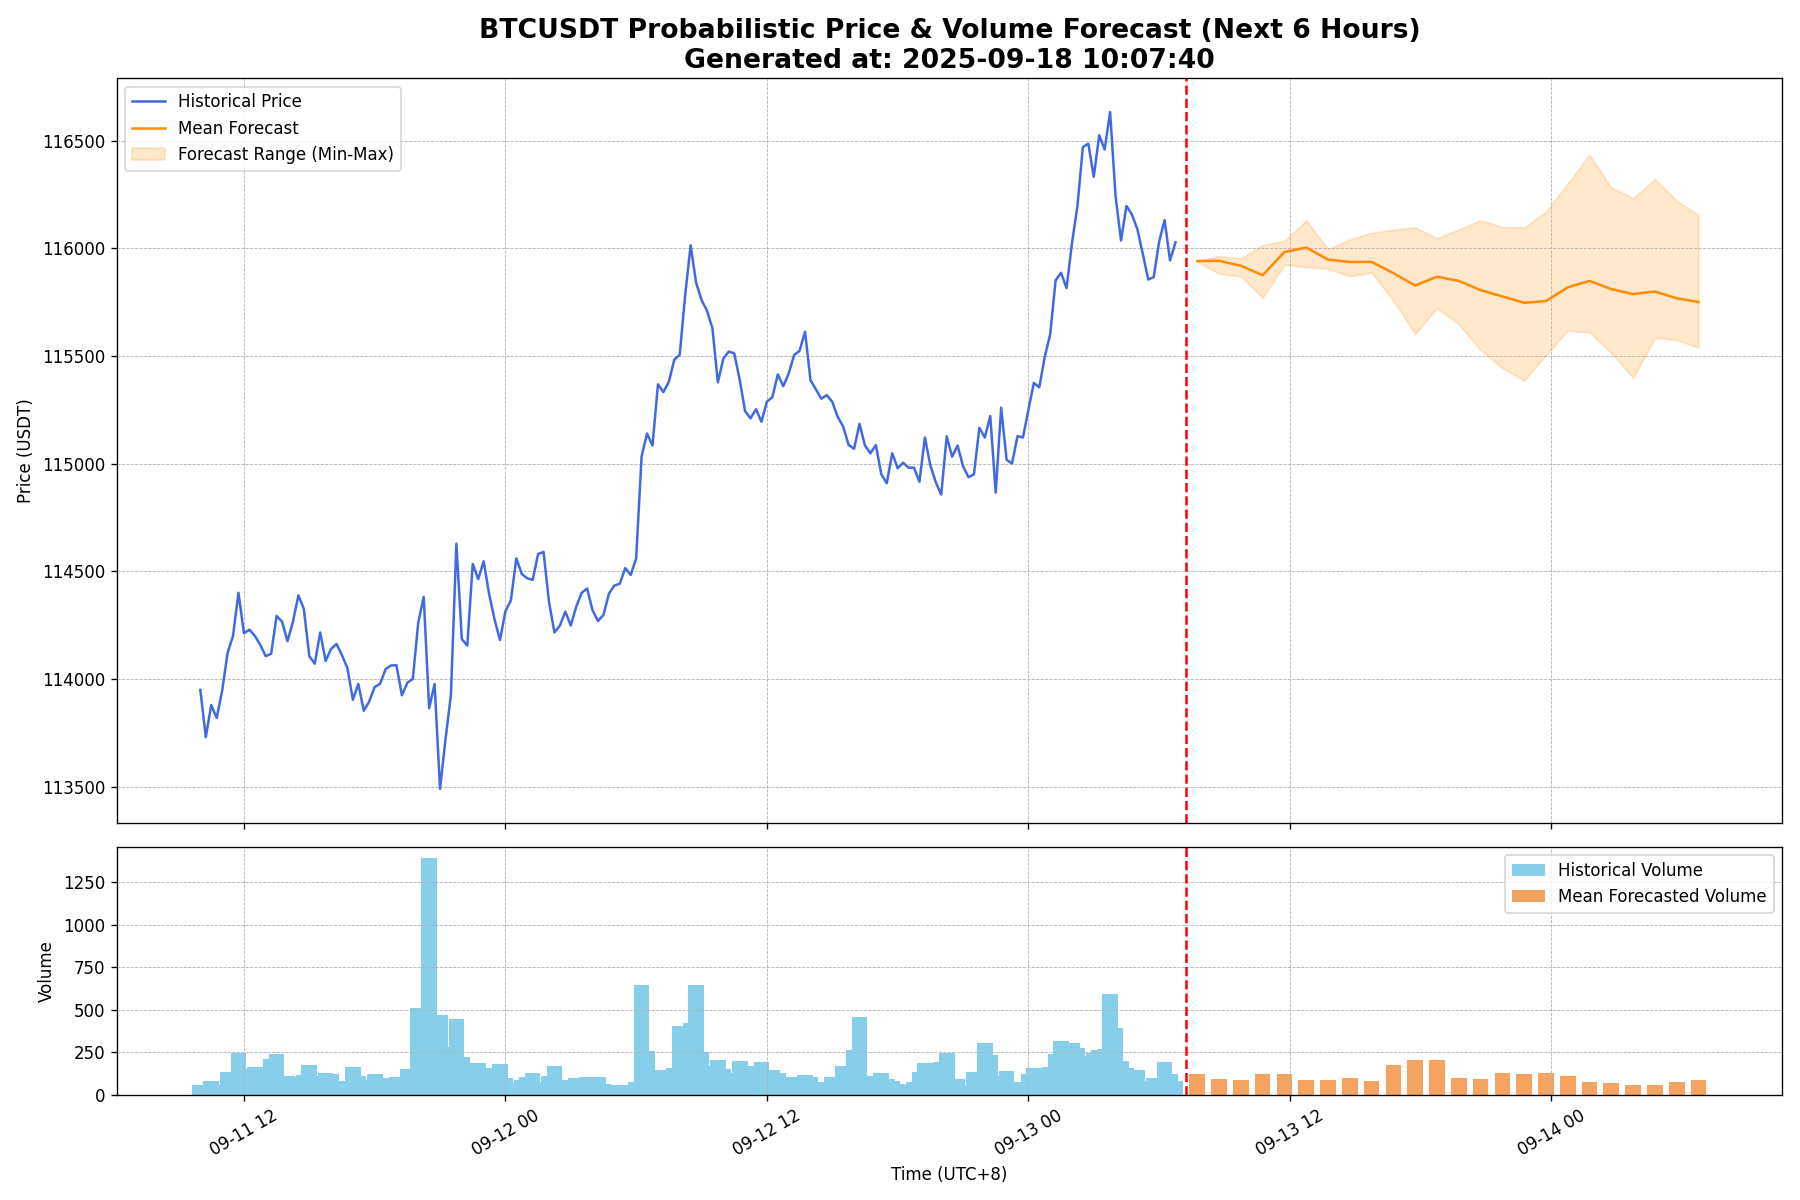 BTCUSDT Probabilistic Price & Volume Forecast (Next 6 Hours)
Generated at: 2025-09-18 10:07:40
Historical Price
Mean Forecast
Forecast Range (Min-Max)
Price (USDT)
116500
116000
115500
115000
114500
114000
113500
Historical Volume
Mean Forecasted Volume
Volume
1250
1000
750
500
250
0
09-11 12
09-12 00
09-12 12
09-13 00
09-13 12
09-14 00
Time (UTC+8)